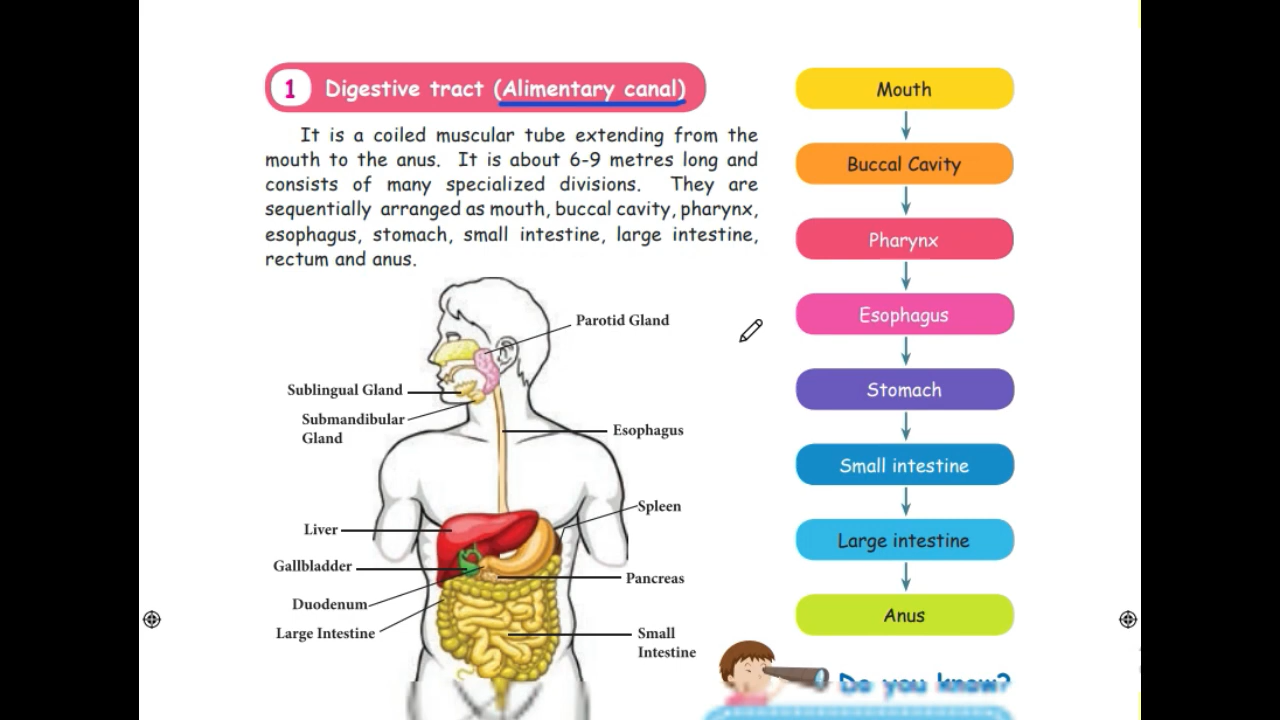 1 Digestive tract (Alimentary canal)
It is a coiled muscular tube extending from the
mouth to the anus. It is about 6-9 metres long and
consists of many specialized divisions. They are
sequentially arranged as mouth, buccal cavity, pharynx,
esophagus, stomach, small intestine, large intestine,
rectum and anus.
Parotid Gland
Sublingual Gland
Submandibular
Gland
Esophagus
Spleen
Liver
Gallbladder
Pancreas
Duodenum
Large Intestine
Small
Intestine
Mouth
Buccal Cavity
Pharynx
Esophagus
Stomach
Small intestine
Large intestine
Anus
Do you know?